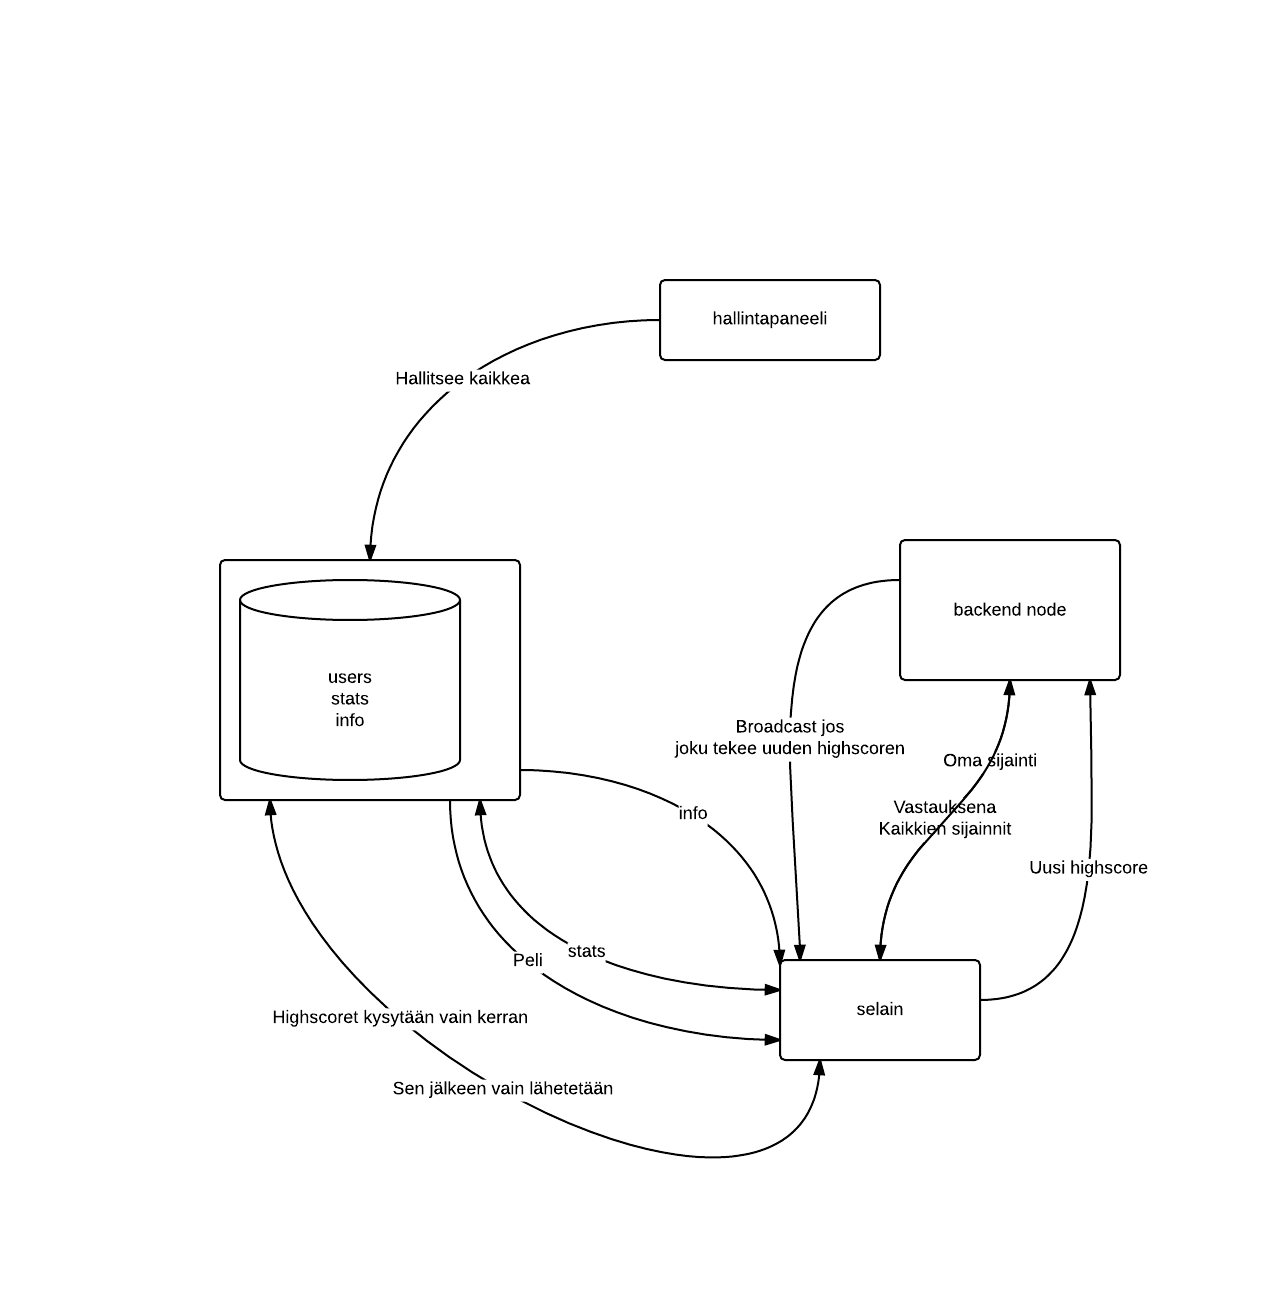 hallintapaneeli
Hallitsee kaikkea
backend node
users
stats
info
Broadcast jos
joku tekee uuden highscoren
Oma sijainti
Vastauksena
Kaikkien sijainnit
info
Uusi highscore
stats
Peli
selain
Highscoret kysytään vain kerran
Sen jälkeen vain lähetetään